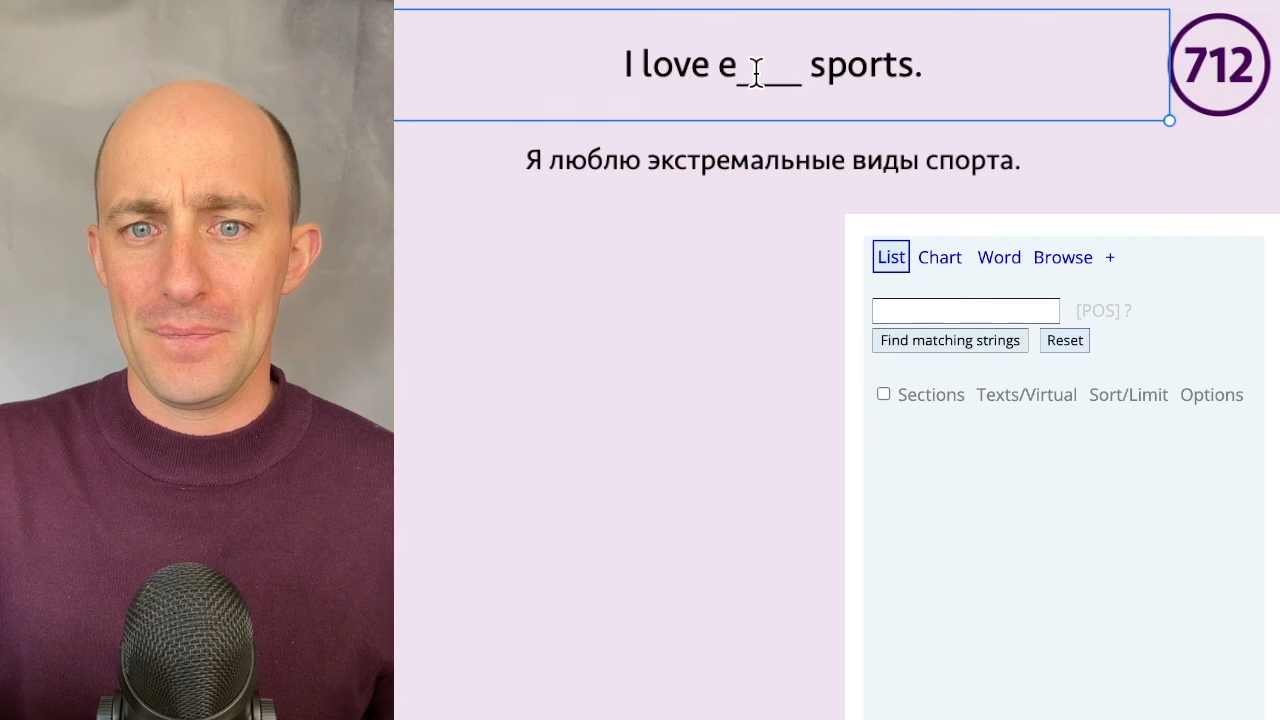 I love e____ sports.
712
Я люблю экстремальные виды спорта.
List Chart Word Browse +
[POS] ?
Find matching strings Reset
Sections Texts/Virtual Sort/Limit Options